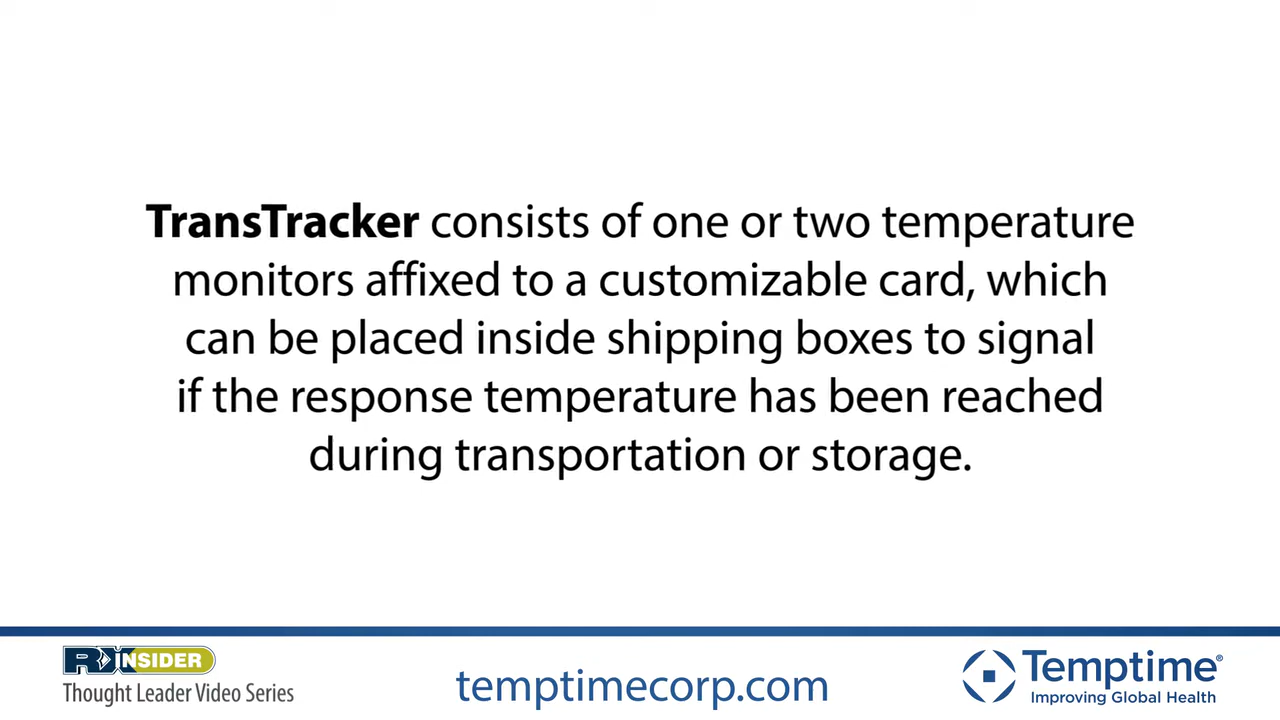 TransTracker consists of one or two temperature
monitors affixed to a customizable card, which
can be placed inside shipping boxes to signal
if the response temperature has been reached
during transportation or storage.
RXINSIDER
Thought Leader Video Series
temptimecorp.com
Temptime®
Improving Global Health